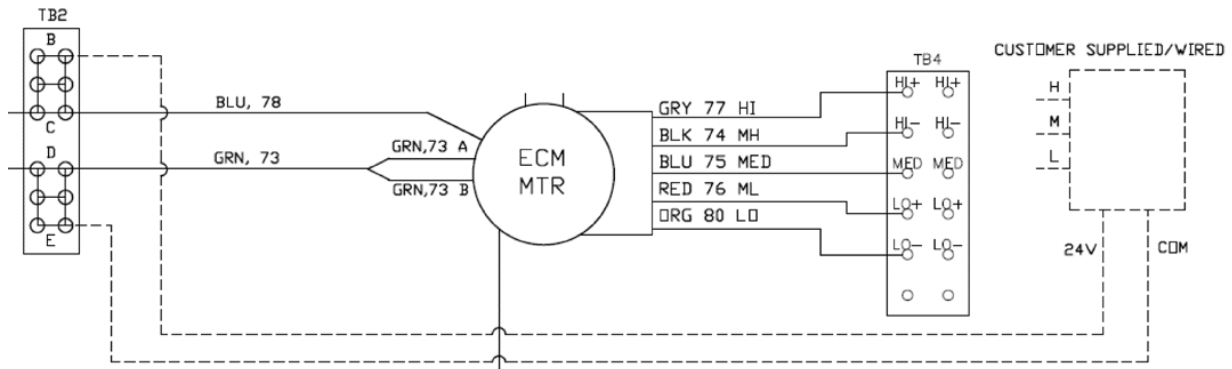 TB2
B
C
D
E
BLU, 78
GRN, 73
GRN,73 A
GRN,73 B
ECM
MTR
GRY 77 HI
BLK 74 MH
BLU 75 MED
RED 76 ML
ORG 80 LO
TB4
HI+ HI+
HI- HI-
MED MED
LO+ LO+
LO- LO-
CUSTOMER SUPPLIED/WIRED
H
M
L
24V
COM